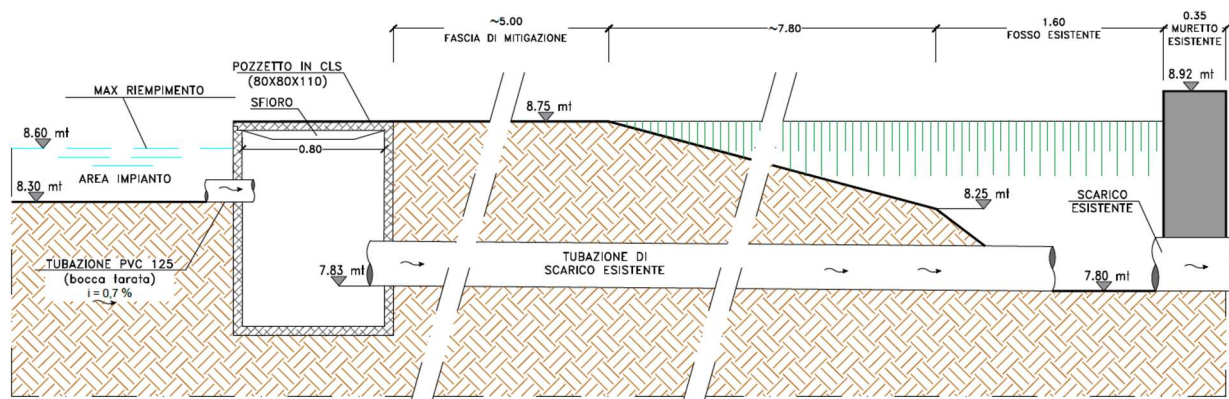 ~5.00
FASCIA DI MITIGAZIONE
~7.80
1.60
FOSSO ESISTENTE
0.35
MURETTO
ESISTENTE
8.92 mt
POZZETTO IN CLS
(80X80X110)
SFIORO
MAX RIEMPIMENTO
8.60 mt
8.75 mt
0.80
AREA IMPIANTO
8.30 mt
8.25 mt
SCARICO
ESISTENTE
TUBAZIONE PVC 125
(bocca tarata)
i = 0,7 %
7.83 mt
TUBAZIONE DI
SCARICO ESISTENTE
7.80 mt